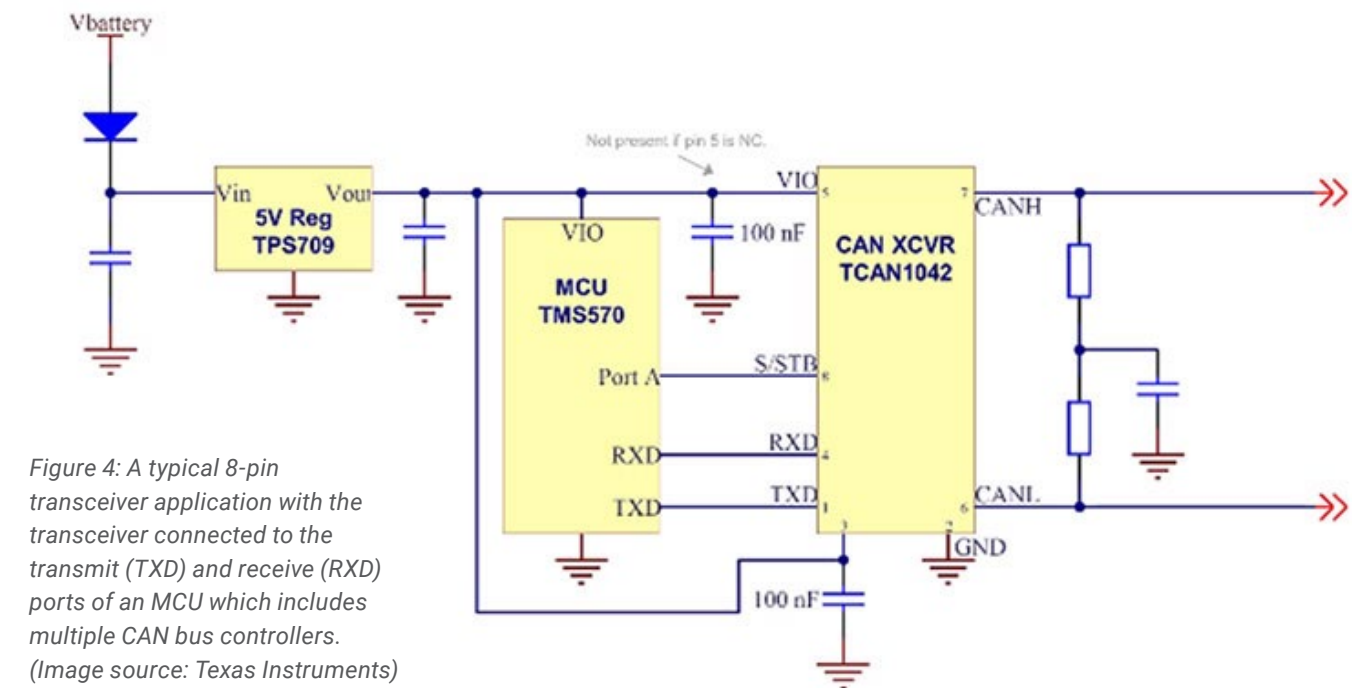 Vbattery
Not present if pin 5 is NC.
Vin
Vout
5V Reg
TPS709
VIO
MCU
TMS570
Port A
RXD
TXD
100 nF
VIO
5
S/STB
8
RXD
4
TXD
1
CAN XCVR
TCAN1042
7
CANH
6
CANL
3
2
GND
100 nF
Figure 4: A typical 8-pin
transceiver application with the
transceiver connected to the
transmit (TXD) and receive (RXD)
ports of an MCU which includes
multiple CAN bus controllers.
(Image source: Texas Instruments)